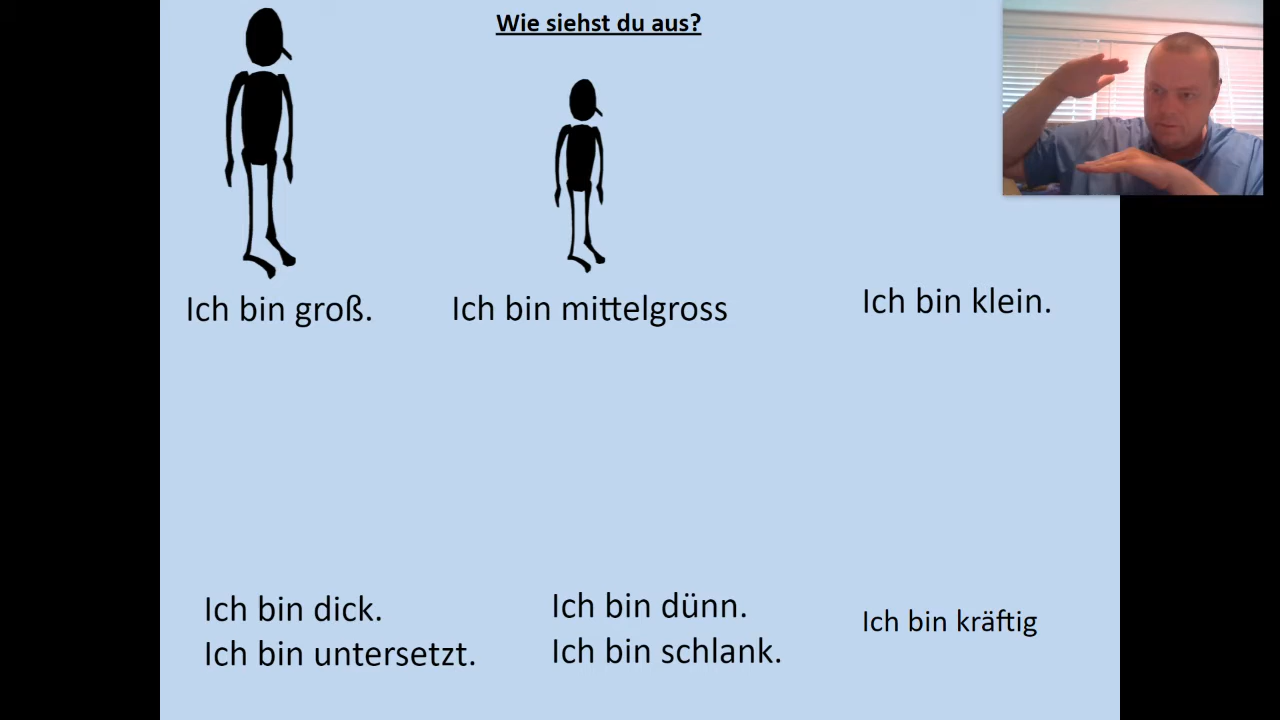 Wie siehst du aus?
Ich bin groß.
Ich bin mittelgross
Ich bin klein.
Ich bin dick.
Ich bin untersetzt.
Ich bin dünn.
Ich bin schlank.
Ich bin kräftig